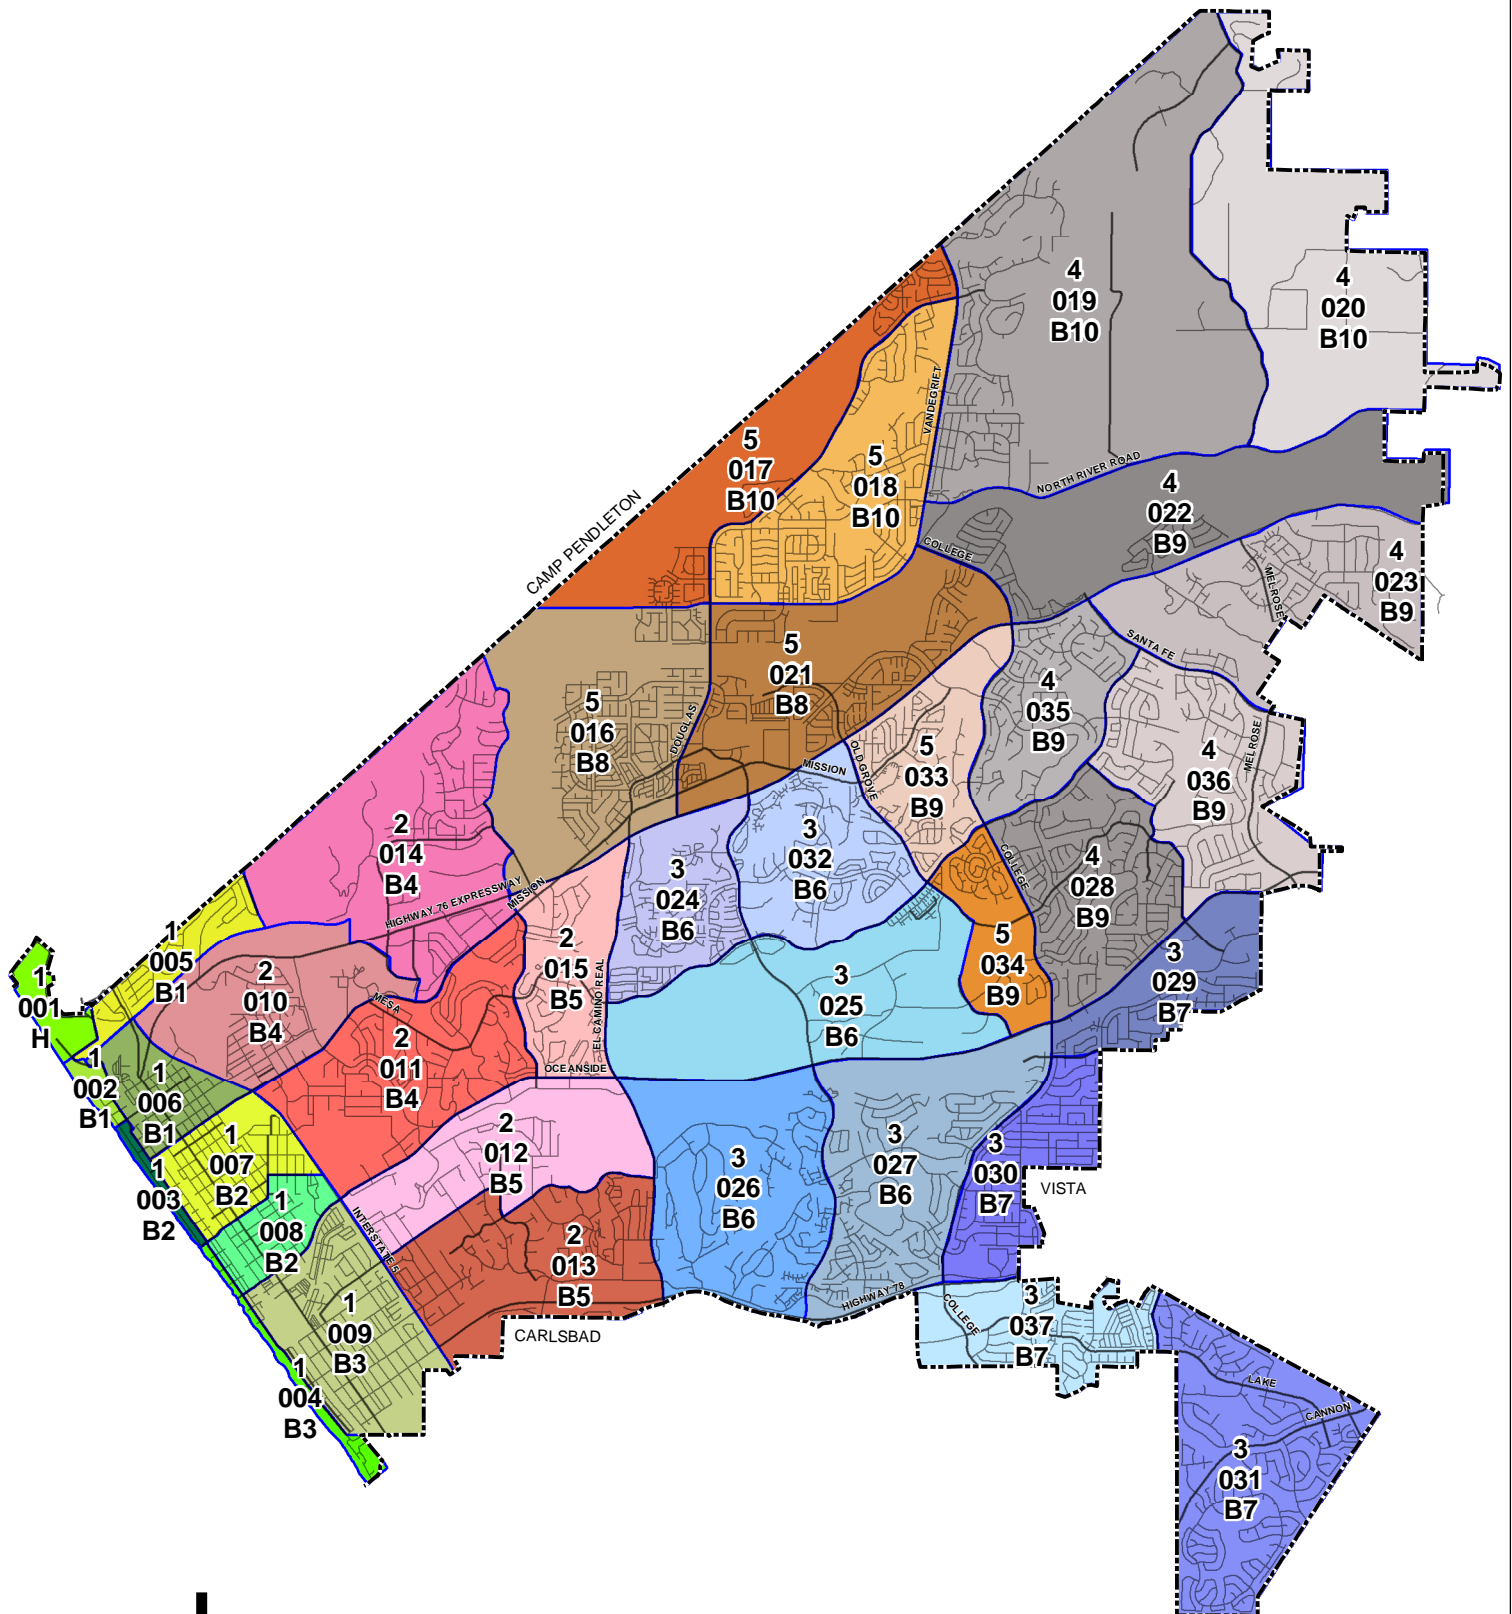 4
019
B10
4
020
B10
VANDEGRIFT
5
017
B10
5
018
B10
NORTH RIVER ROAD
4
022
B9
CAMP PENDLETON
COLLEGE
4
023
B9
MELROSE
SANTA FE
5
021
B8
5
016
B8
DOUGLAS
4
035
B9
4
036
B9
MELROSE
MISSION
OLD GROVE
5
033
B9
2
014
B4
HIGHWAY 76 EXPRESSWAY
MISSION
3
024
B6
3
032
B6
COLLEGE
4
028
B9
1
005
B1
2
010
B4
MESA
2
015
B5
EL CAMINO REAL
3
025
B6
5
034
B9
3
029
B7
1
001
H
1
002
B1
1
006
B1
2
011
B4
OCEANSIDE
1
007
B2
2
012
B5
3
026
B6
3
027
B6
3
030
B7
VISTA
1
003
B2
1
008
B2
INTERSTATE 5
2
013
B5
HIGHWAY 78
CARLSBAD
1
009
B3
1
004
B3
COLLEGE
3
037
B7
LAKE
CANNON
3
031
B7